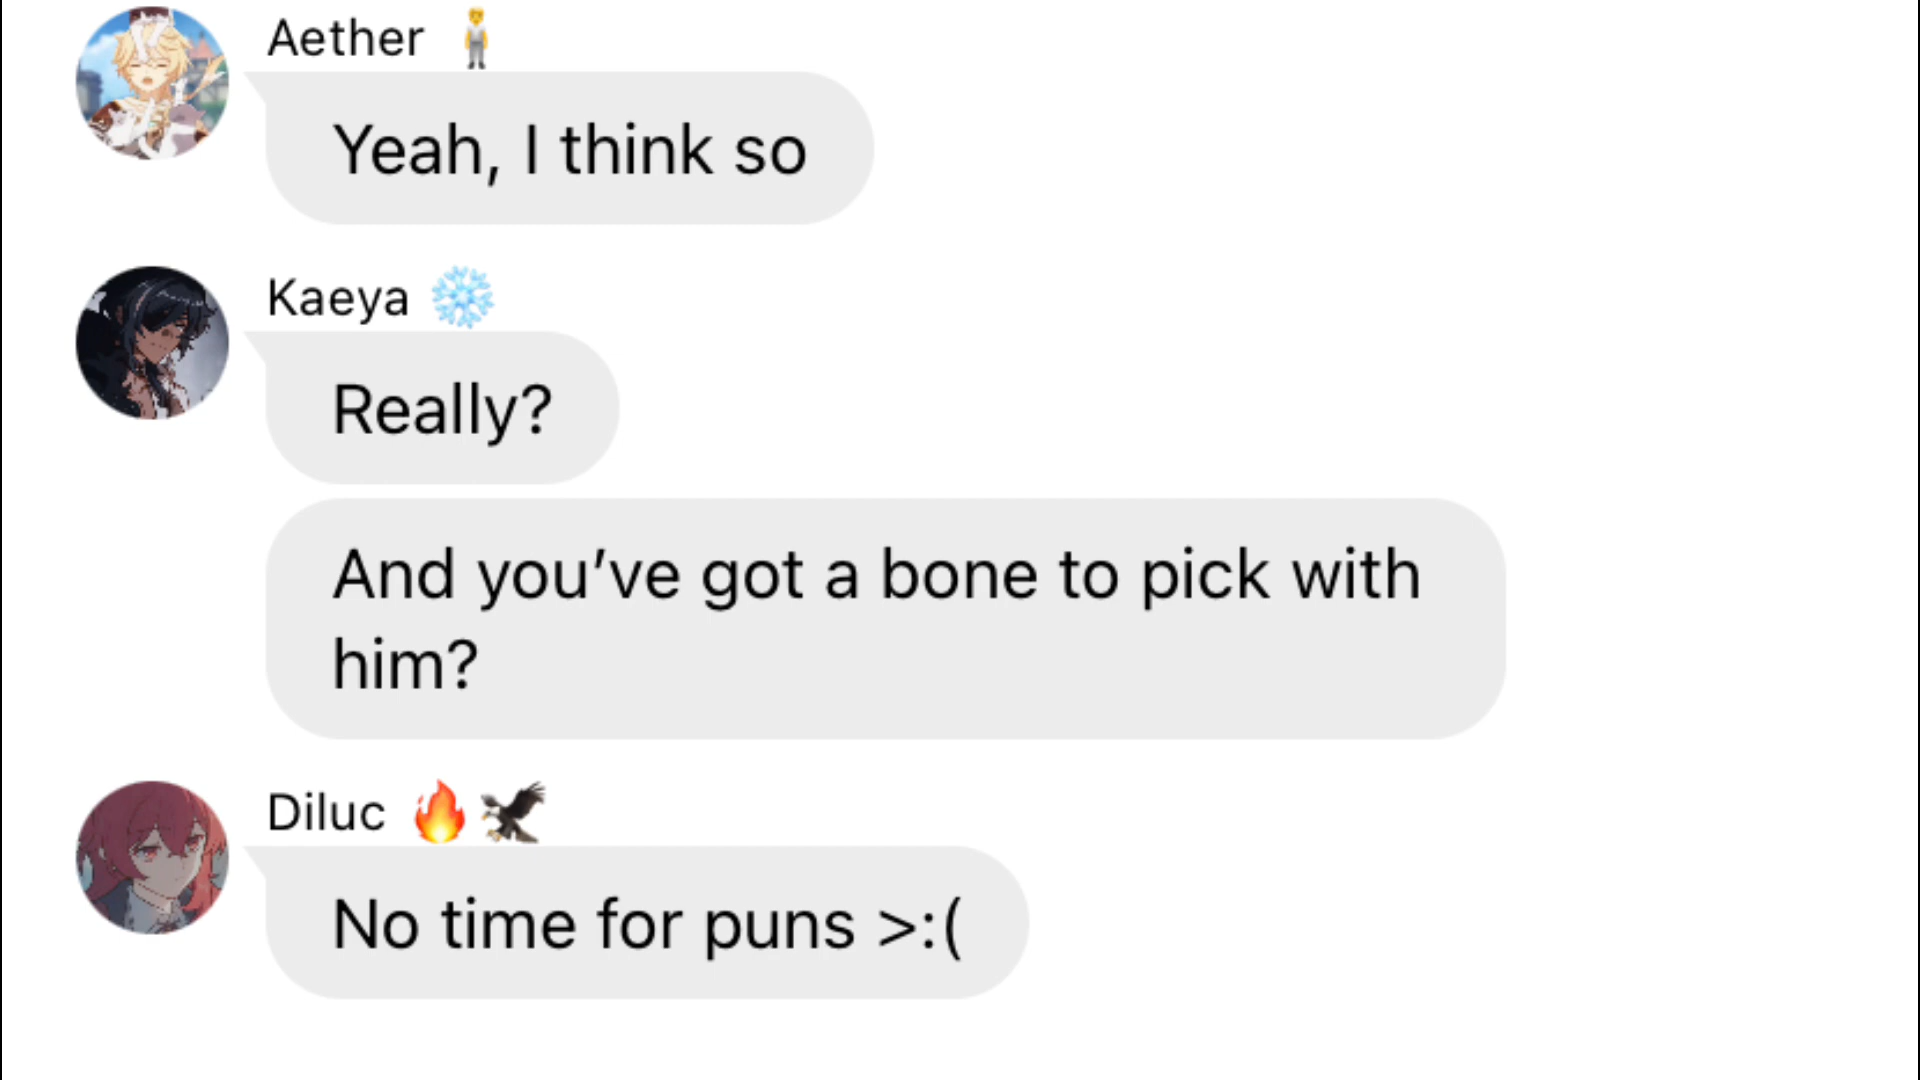 Aether 🧍
Yeah, I think so
Kaeya ❄️
Really?
And you’ve got a bone to pick with
him?
Diluc 🔥🦅
No time for puns >:(